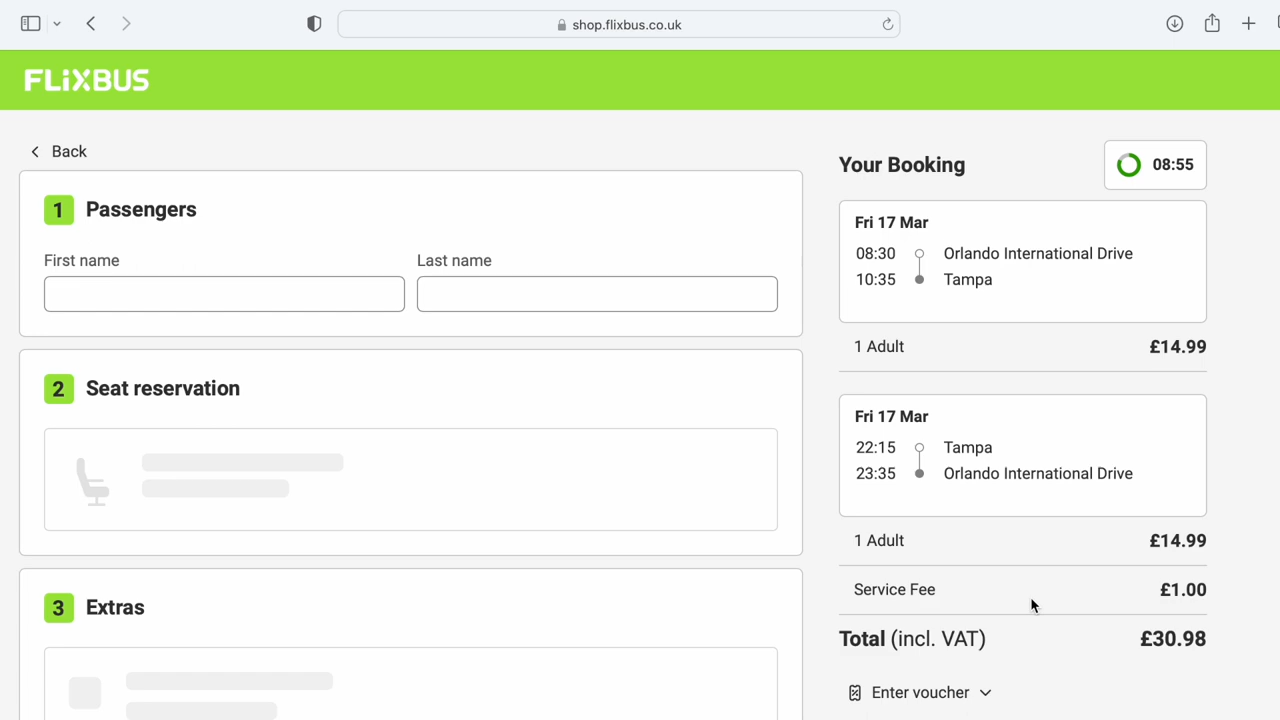 shop.flixbus.co.uk
FLiXBUS
Back
1 Passengers
First name
Last name
2 Seat reservation
3 Extras
Your Booking
08:55
Fri 17 Mar
08:30 Orlando International Drive
10:35 Tampa
1 Adult £14.99
Fri 17 Mar
22:15 Tampa
23:35 Orlando International Drive
1 Adult £14.99
Service Fee £1.00
Total (incl. VAT) £30.98
Enter voucher